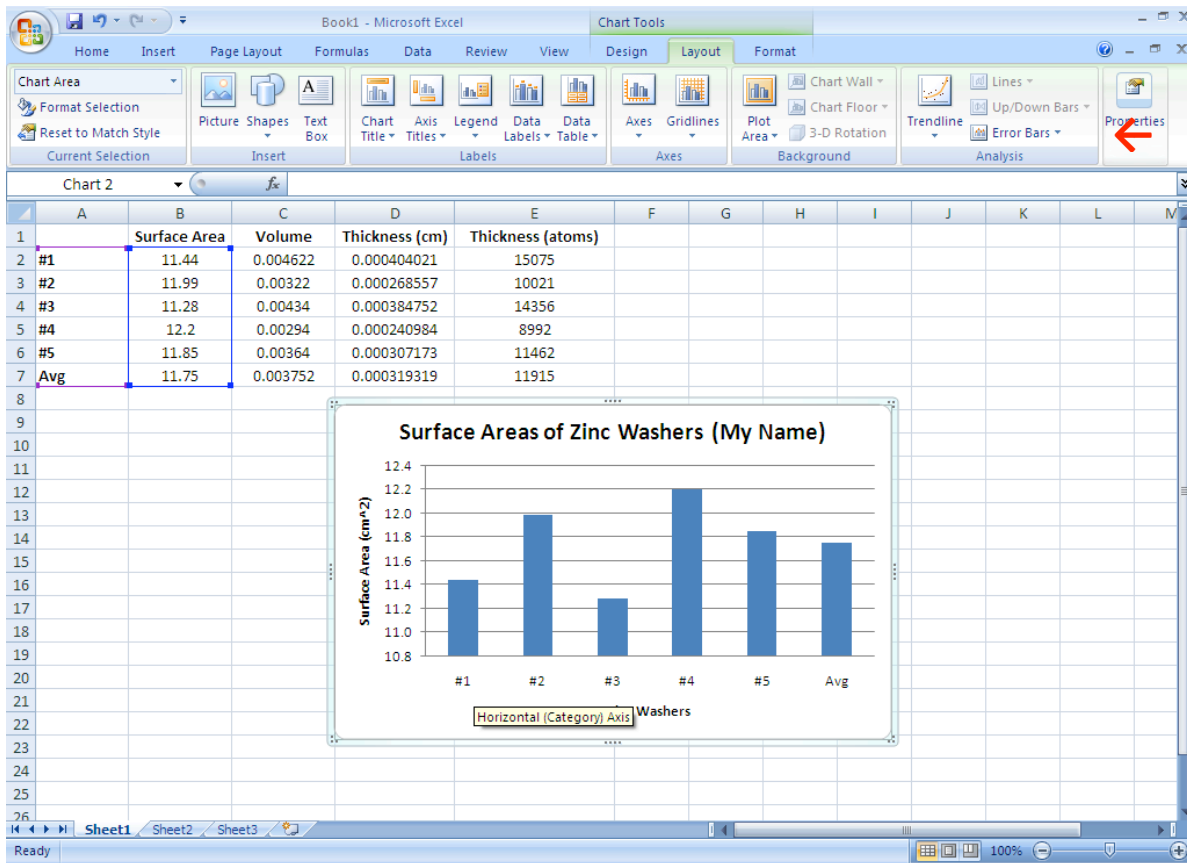 Book1 - Microsoft Excel
Chart Tools
Home Insert Page Layout Formulas Data Review View Design Layout Format
Chart Area
Format Selection
Reset to Match Style
Current Selection
Picture Shapes Text Box
Insert
Chart Title Axis Titles Legend Data Labels Data Table
Labels
Axes Gridlines
Axes
Plot Area Chart Wall
Chart Floor
3-D Rotation
Background
Trendline Lines
Up/Down Bars
Error Bars
Analysis
Properties
Chart 2 fx
A B C D E F G H I J K L M
1 Surface Area Volume Thickness (cm) Thickness (atoms)
2 #1 11.44 0.004622 0.000404021 15075
3 #2 11.99 0.00322 0.000268557 10021
4 #3 11.28 0.00434 0.000384752 14356
5 #4 12.2 0.00294 0.000240984 8992
6 #5 11.85 0.00364 0.000307173 11462
7 Avg 11.75 0.003752 0.000319319 11915
8
9
10
11
12
13
14
15
16
17
18
19
20
21
22
23
24
25
26
Surface Areas of Zinc Washers (My Name)
Surface Area (cm^2)
12.4
12.2
12.0
11.8
11.6
11.4
11.2
11.0
10.8
#1 #2 #3 #4 #5 Avg
Washers
Horizontal (Category) Axis
Sheet1 Sheet2 Sheet3
Ready 100%